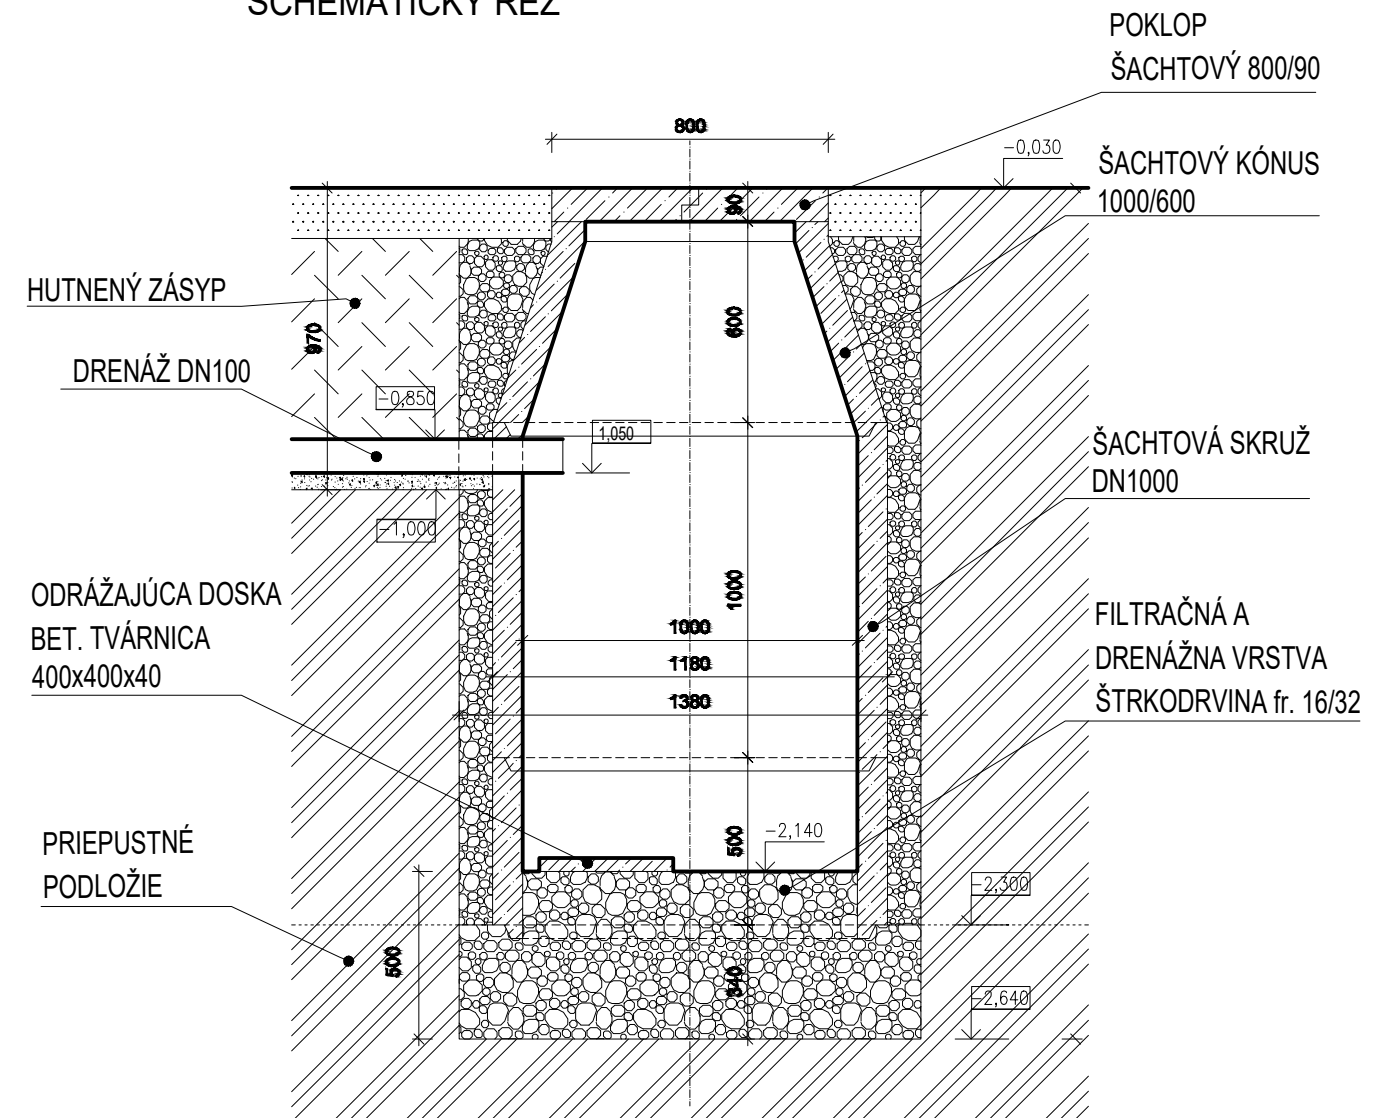 SCHEMATICKÝ REZ
POKLOP
ŠACHTOVÝ 800/90
800
-0,030
ŠACHTOVÝ KÓNUS
1000/600
90
HUTNENÝ ZÁSYP
970
600
DRENÁŽ DN100
-0,850
1,050
ŠACHTOVÁ SKRUŽ
DN1000
-1,000
1000
ODRÁŽAJÚCA DOSKA
BET. TVÁRNICA
400x400x40
1000
1180
1380
FILTRAČNÁ A
DRENÁŽNA VRSTVA
ŠTRKODRVINA fr. 16/32
-2,140
500
PRIEPUSTNÉ
PODLOŽIE
-2,300
500
340
-2,640